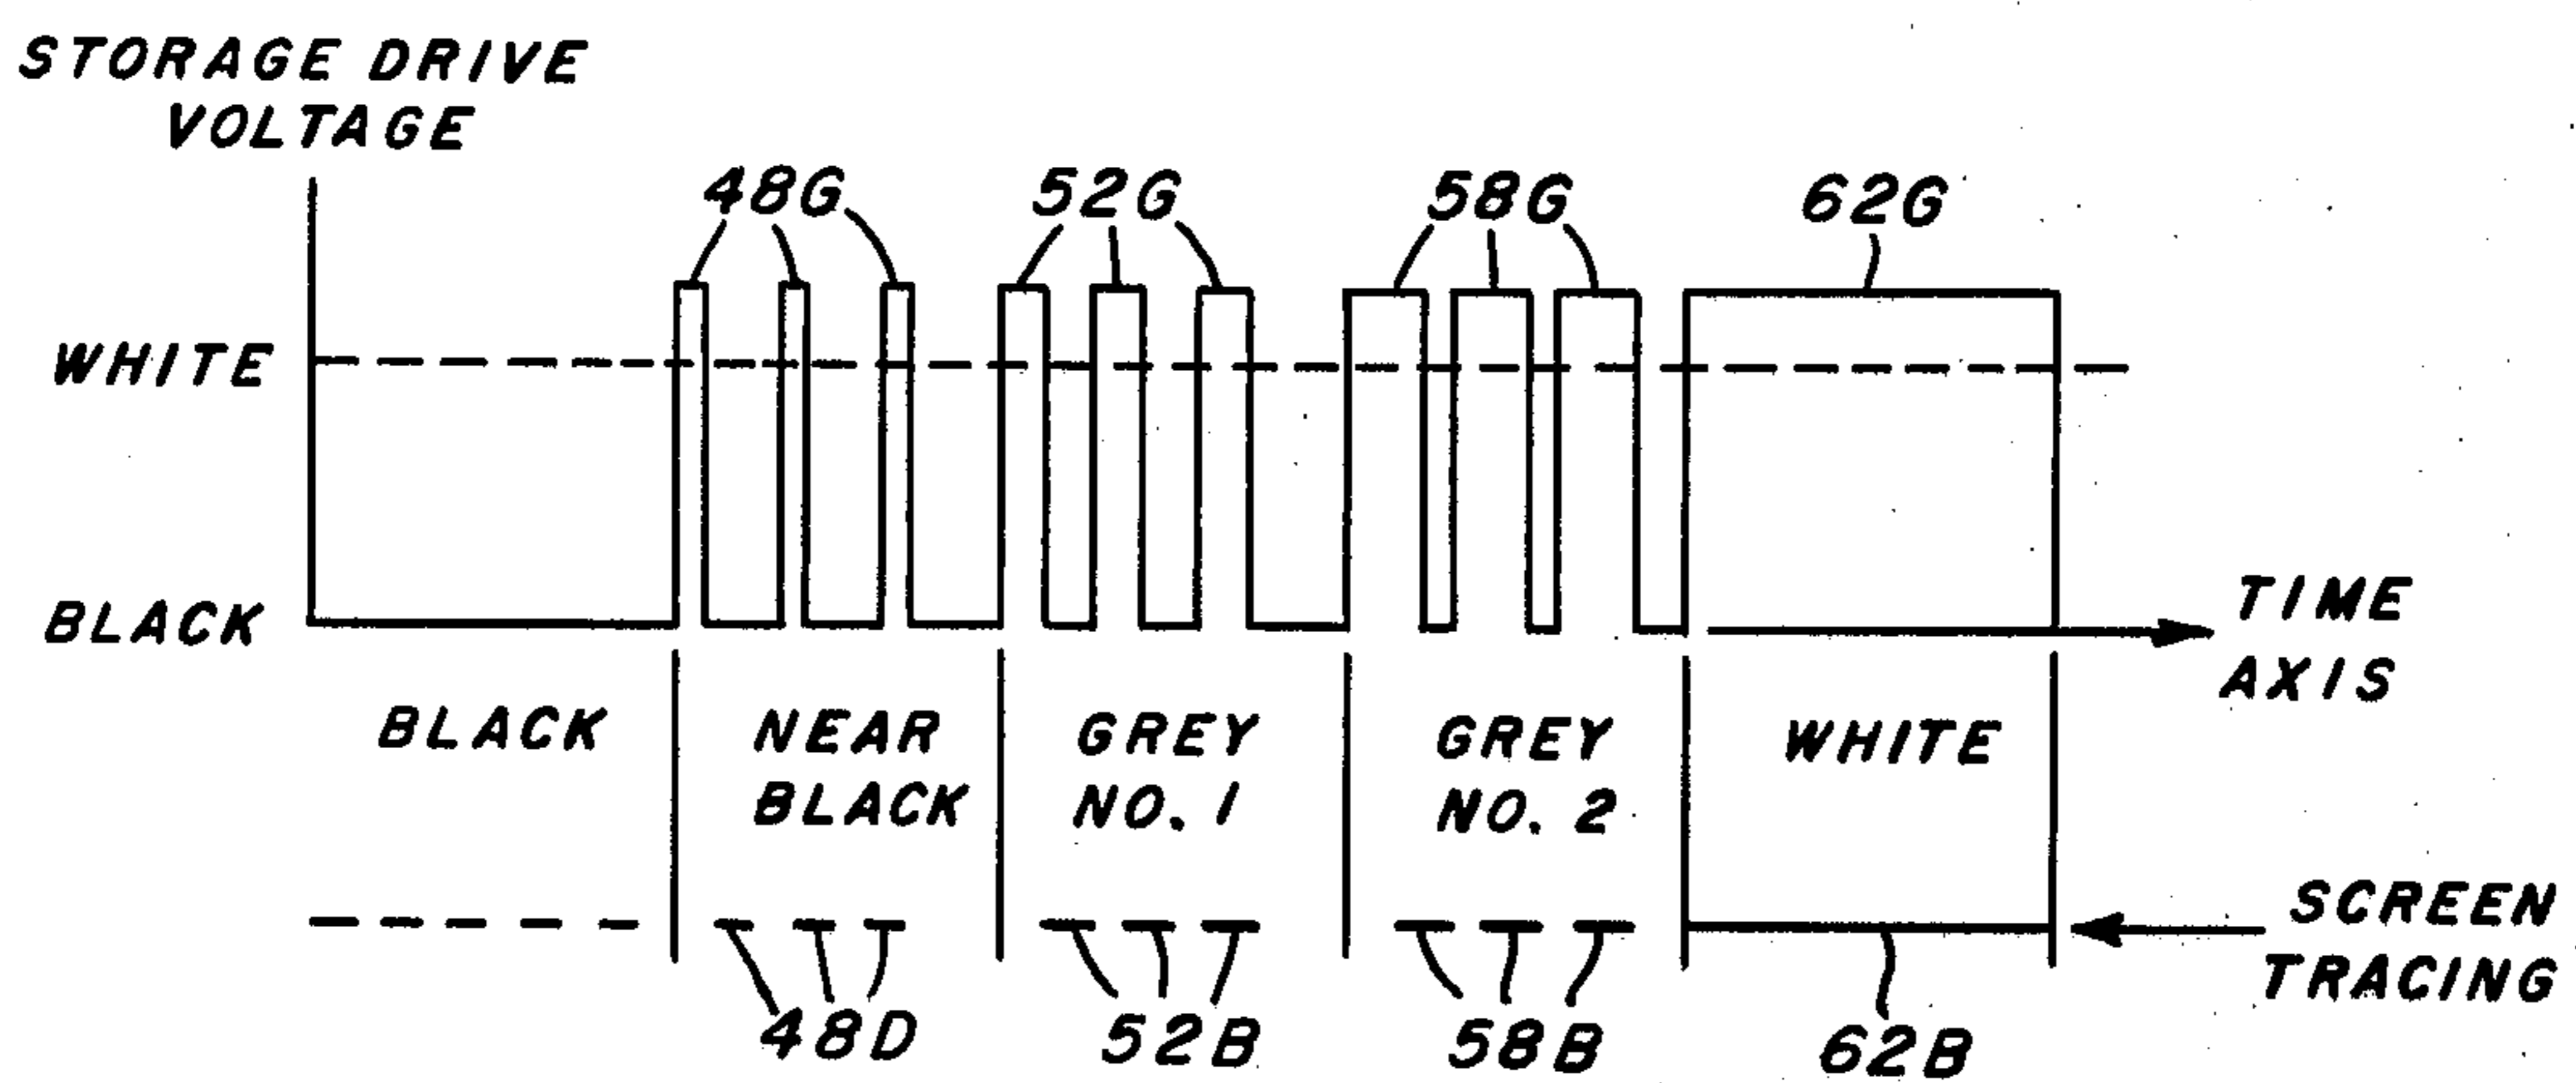 STORAGE DRIVE
VOLTAGE
48G
52G
58G
62G
WHITE
BLACK
TIME
AXIS
BLACK
NEAR
BLACK
GREY
NO. 1
GREY
NO. 2
WHITE
SCREEN
TRACING
48D
52B
58B
62B